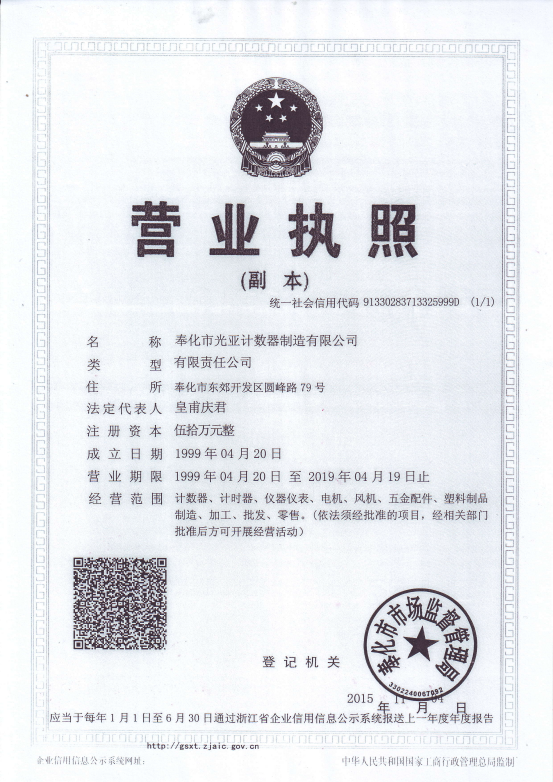 营业执照
(副 本)
统一社会信用代码 91330283713325999D (1/1)
名 称 奉化市光亚计数器制造有限公司
类 型 有限责任公司
住 所 奉化市东郊开发区圆峰路 79 号
法定代表人 皇甫庆君
注册资本 伍拾万元整
成立日期 1999 年 04 月 20 日
营业期限 1999 年 04 月 20 日 至 2019 年 04 月 19 日止
经营范围 计数器、计时器、仪器仪表、电机、风机、五金配件、塑料制品
制造、加工、批发、零售。(依法须经批准的项目，经相关部门
批准后方可开展经营活动)
奉化市市场监督管理局
3302240067092
登记机关
2015 年 11 月 04 日
应当于每年 1 月 1 日至 6 月 30 日通过浙江省企业信用信息公示系统报送上一年度年度报告
http://gsxt.zjaic.gov.cn
企业信用信息公示系统网址：
中华人民共和国国家工商行政管理总局监制